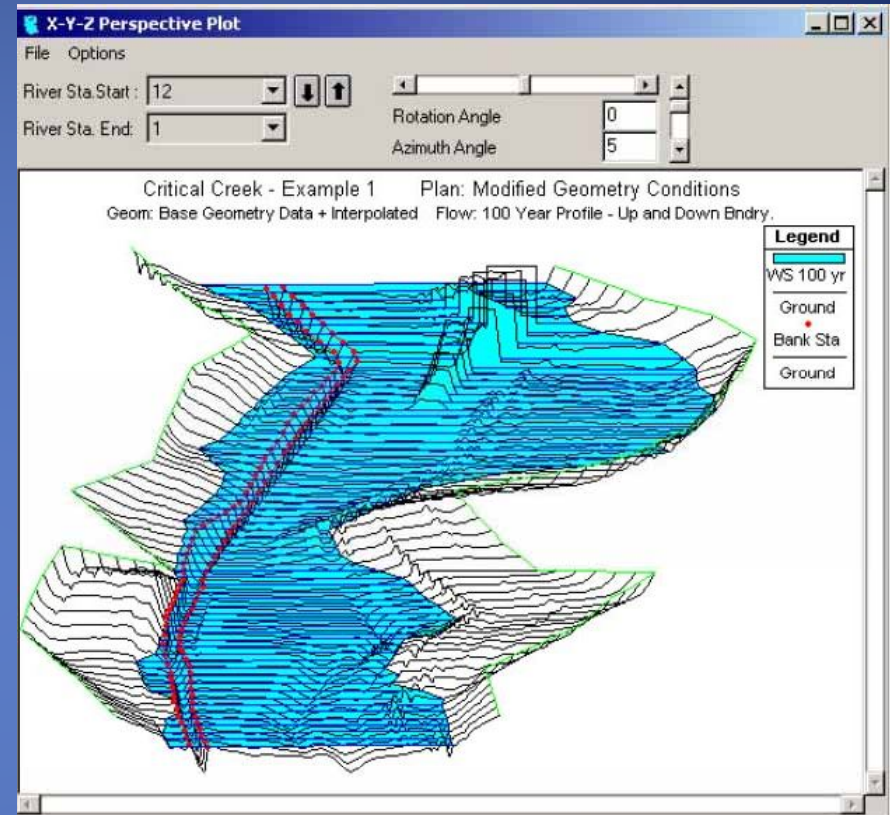 X-Y-Z Perspective Plot
File Options
River Sta.Start : 12
River Sta. End: 1
Rotation Angle 0
Azimuth Angle 5
Critical Creek - Example 1 Plan: Modified Geometry Conditions
Geom: Base Geometry Data + Interpolated Flow: 100 Year Profile - Up and Down Bndry.
Legend
WS 100 yr
Ground
Bank Sta
Ground